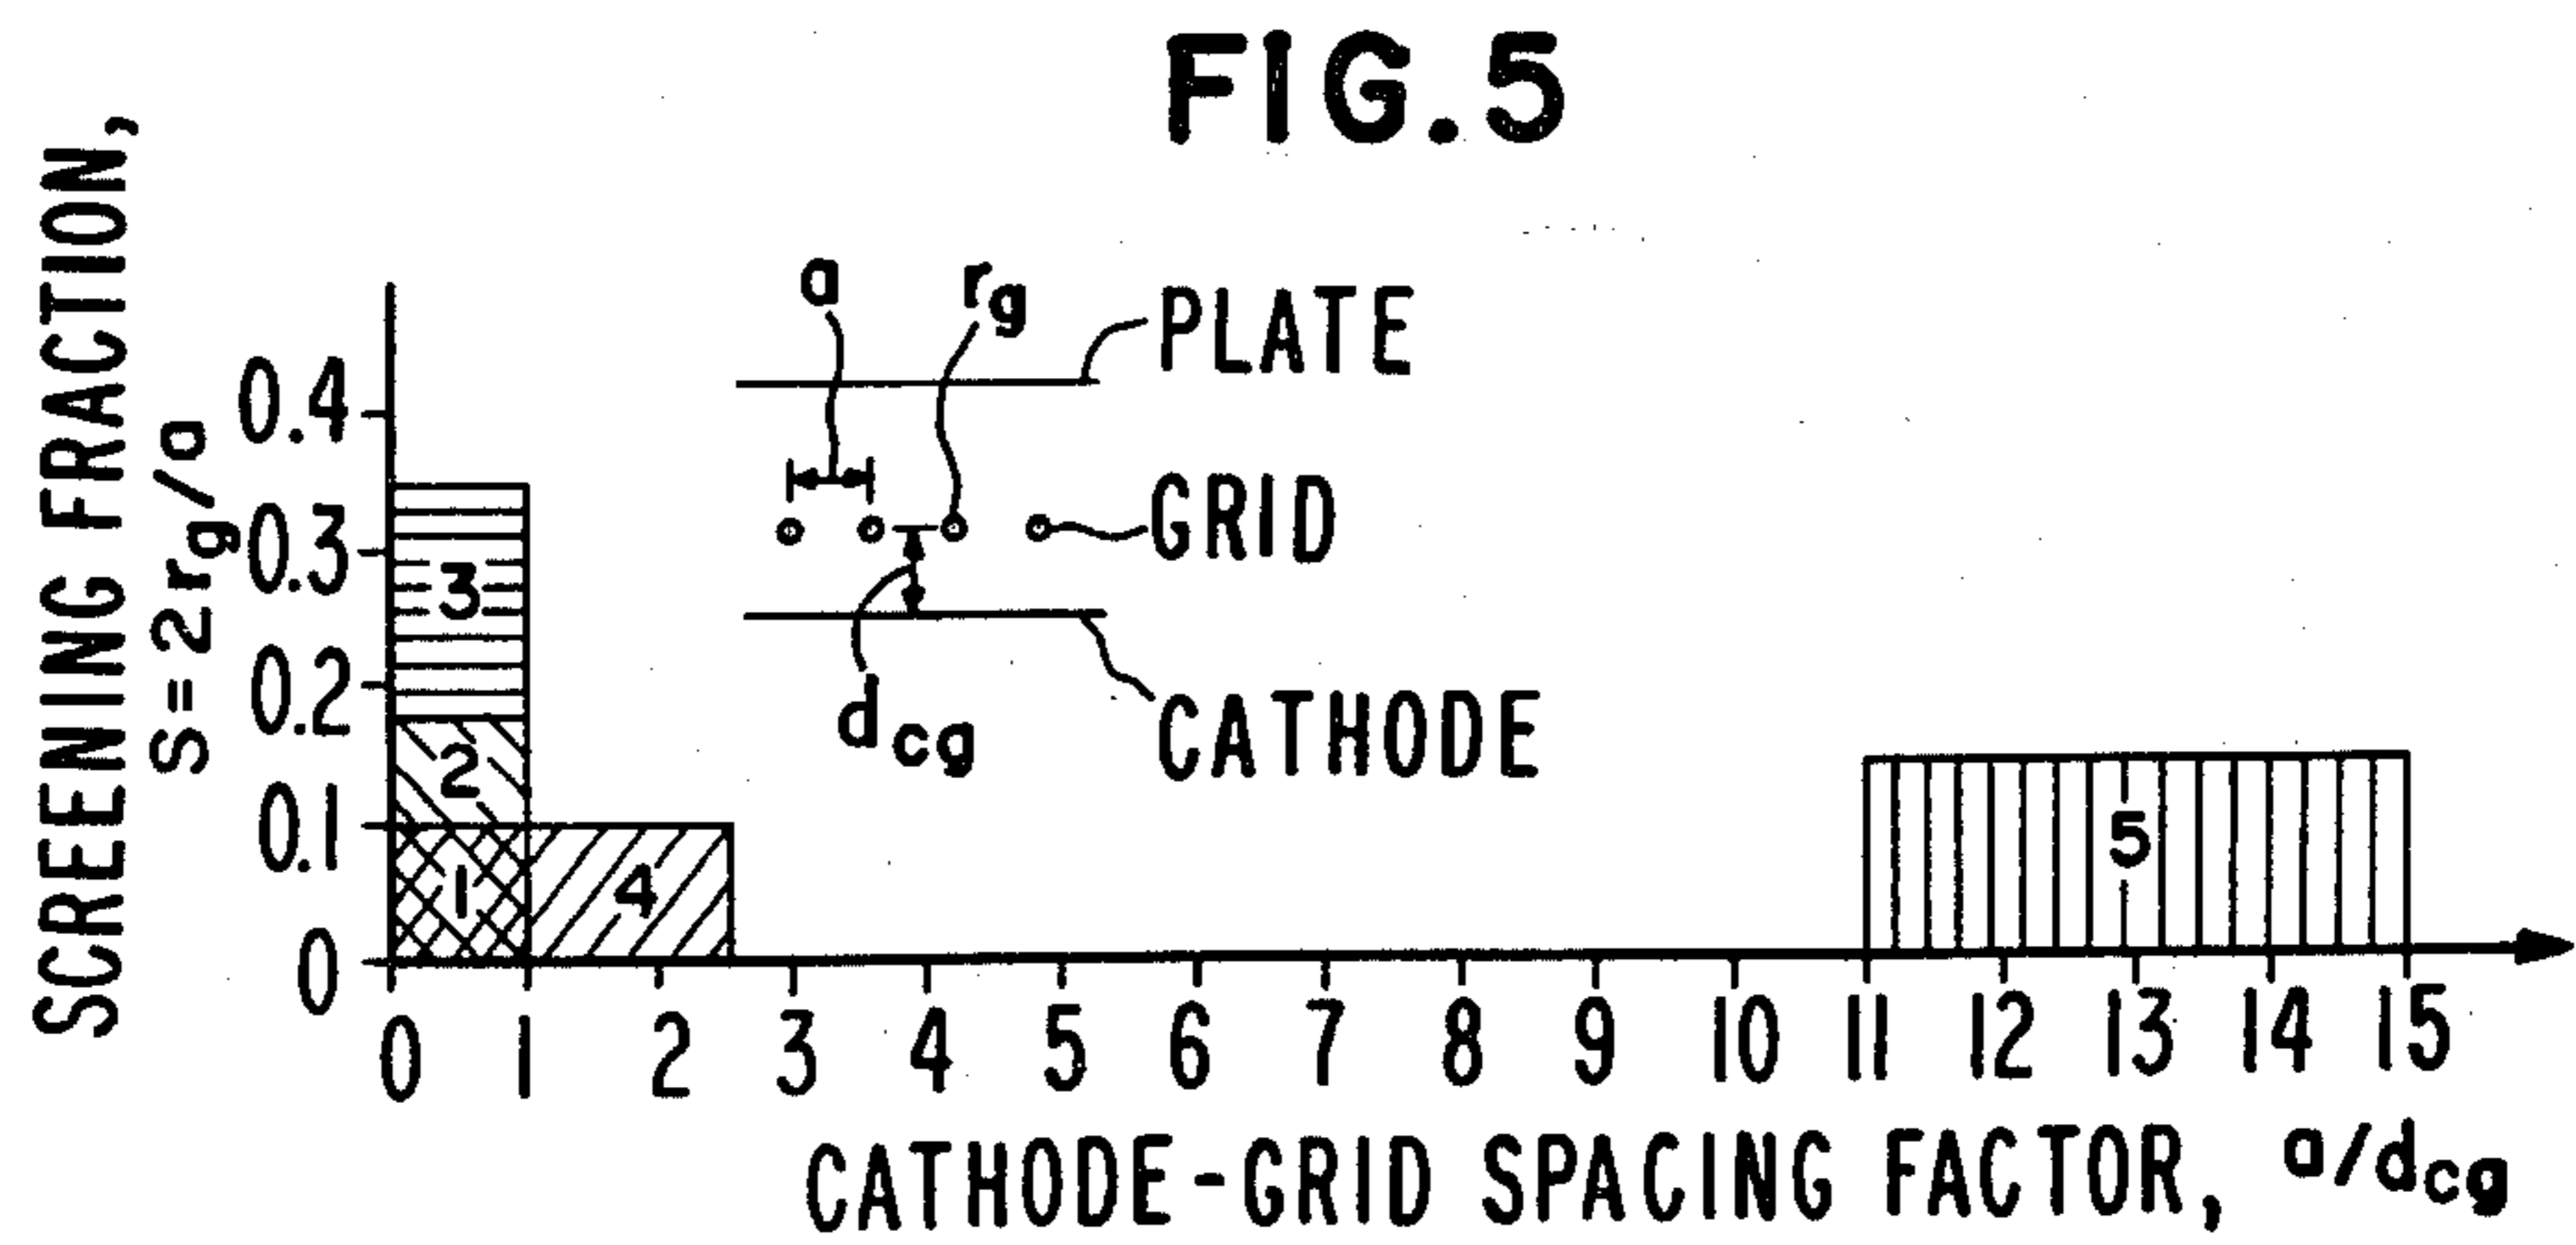 FIG.5
SCREENING FRACTION,
S=2rg/a
0.4
0.3
0.2
0.1
0
a
rg
PLATE
GRID
dcg
CATHODE
3
2
1
4
5
0 1 2 3 4 5 6 7 8 9 10 11 12 13 14 15
CATHODE-GRID SPACING FACTOR, a/dcg